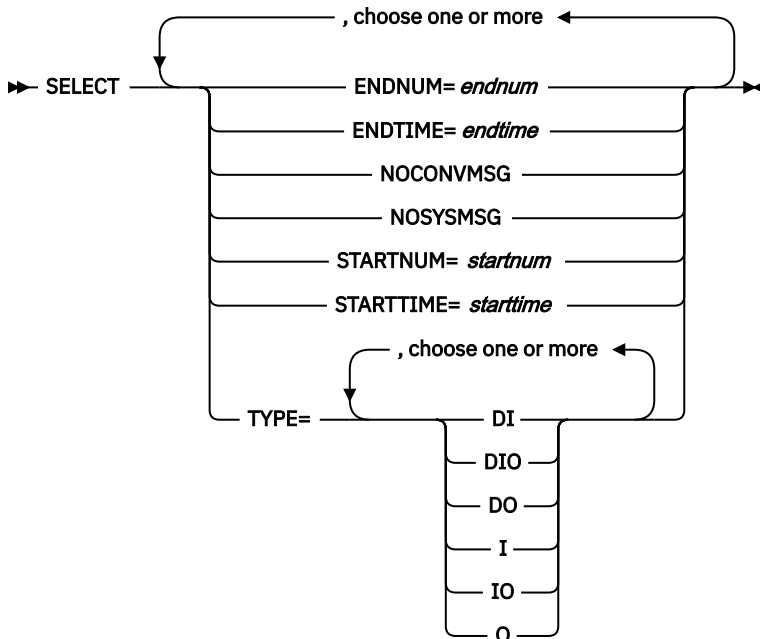 , choose one or more
SELECT
ENDNUM= endnum
ENDTIME= endtime
NOCONVMSG
NOSYSMSG
STARTNUM= startnum
STARTTIME= starttime
, choose one or more
TYPE=
DI
DIO
DO
I
IO
O